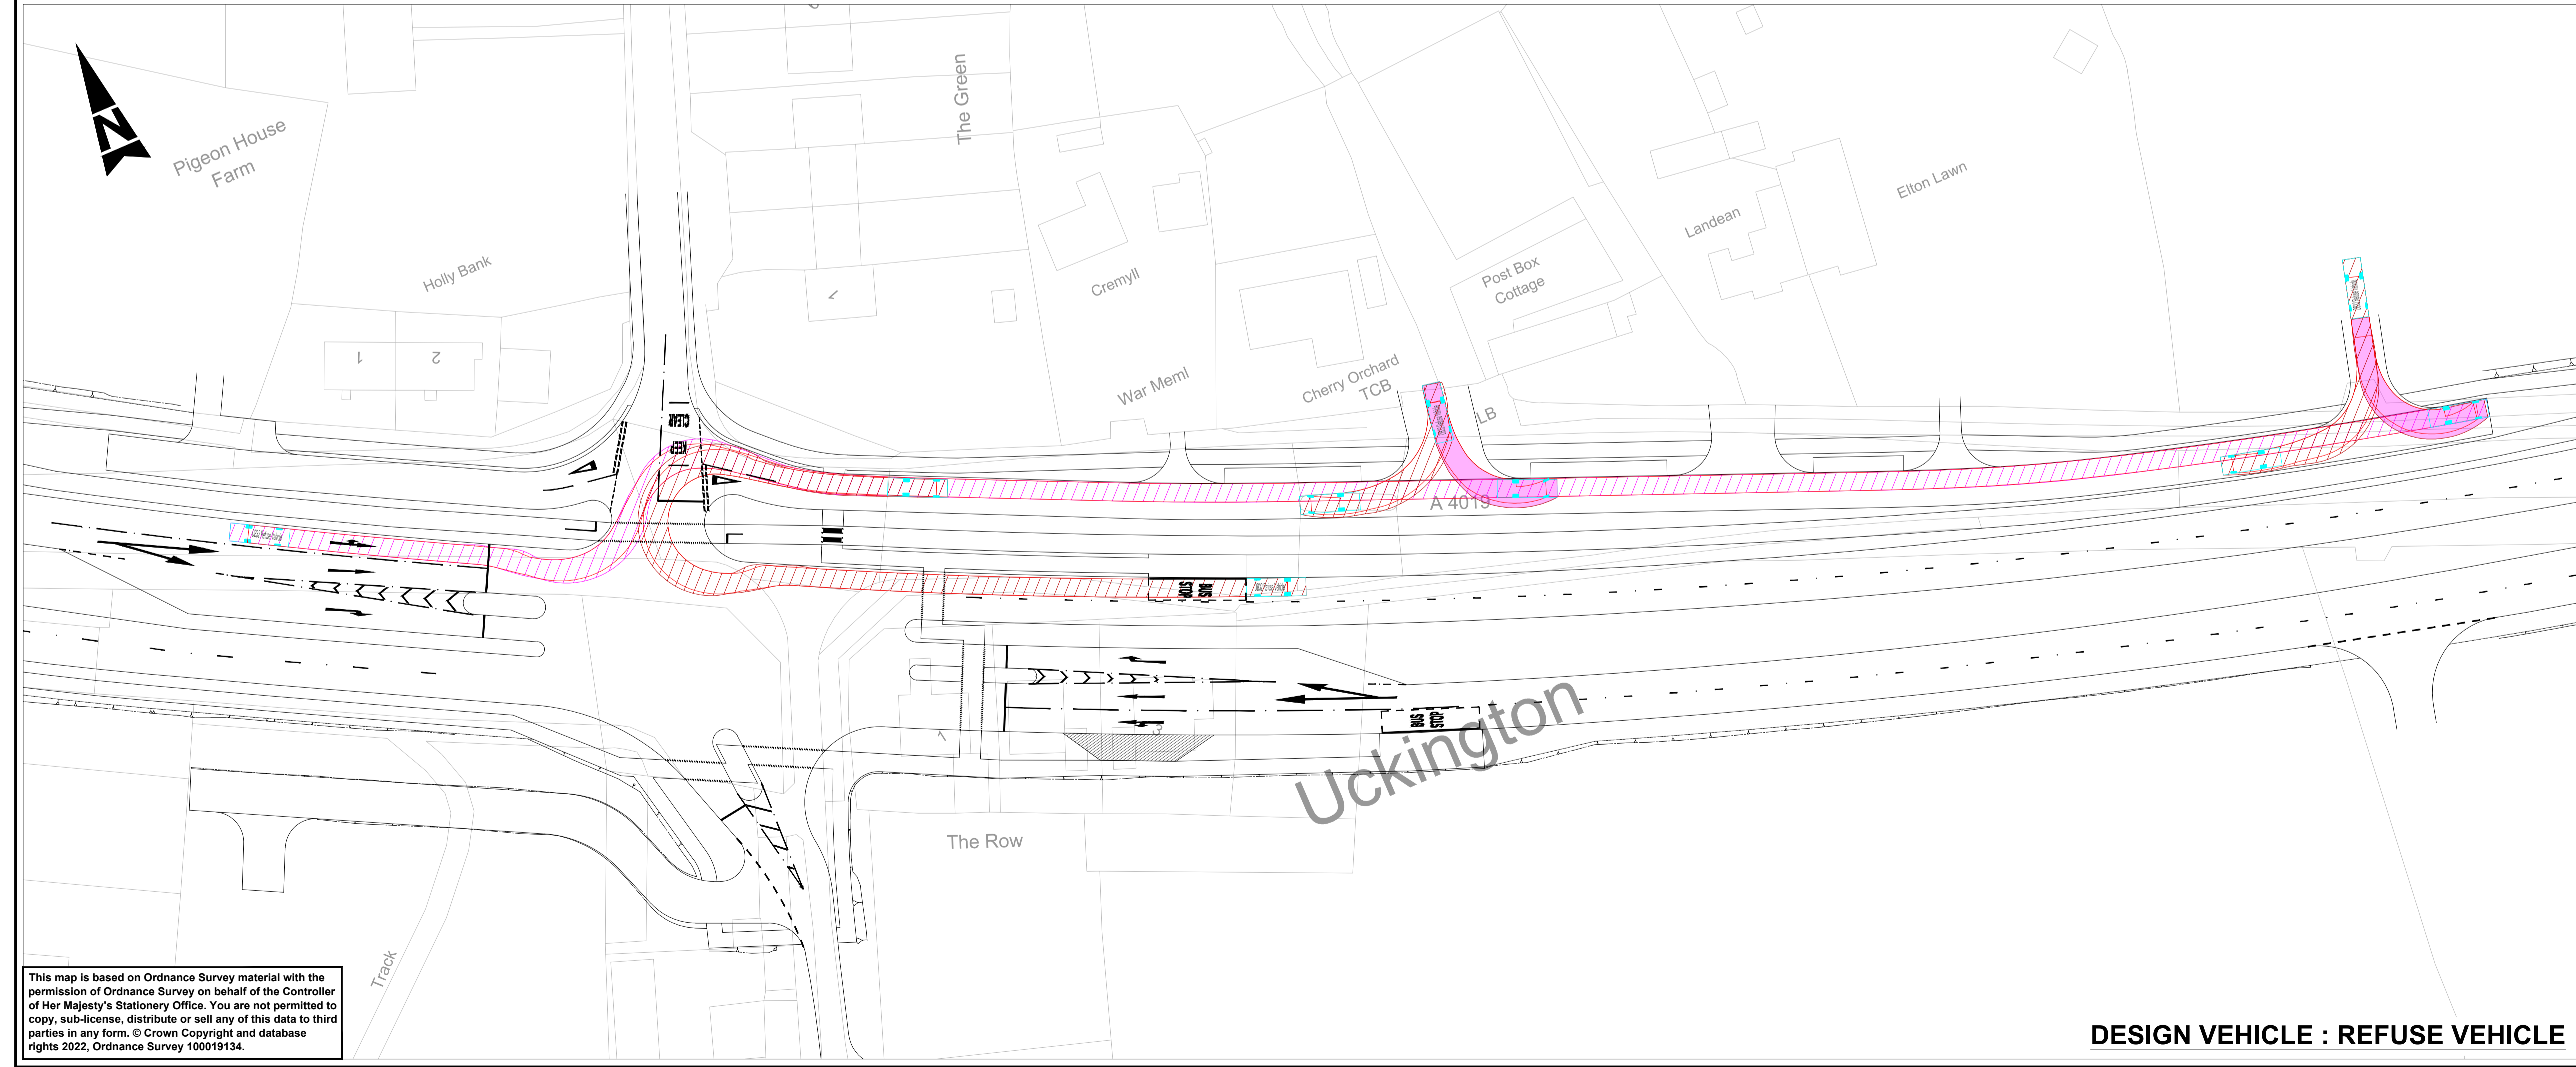 The Green
N
Pigeon House
Farm
Holly Bank
1
2
1
Cremyll
War Meml
Cherry Orchard
TCB
LB
Post Box
Cottage
Landean
Elton Lawn
KEEP
CLEAR
A 4019
BUS
STOP
BUS
STOP
1
3
Uckington
The Row
Track
This map is based on Ordnance Survey material with the
permission of Ordnance Survey on behalf of the Controller
of Her Majesty's Stationery Office. You are not permitted to
copy, sub-license, distribute or sell any of this data to third
parties in any form. © Crown Copyright and database
rights 2022, Ordnance Survey 100019134.
DESIGN VEHICLE : REFUSE VEHICLE